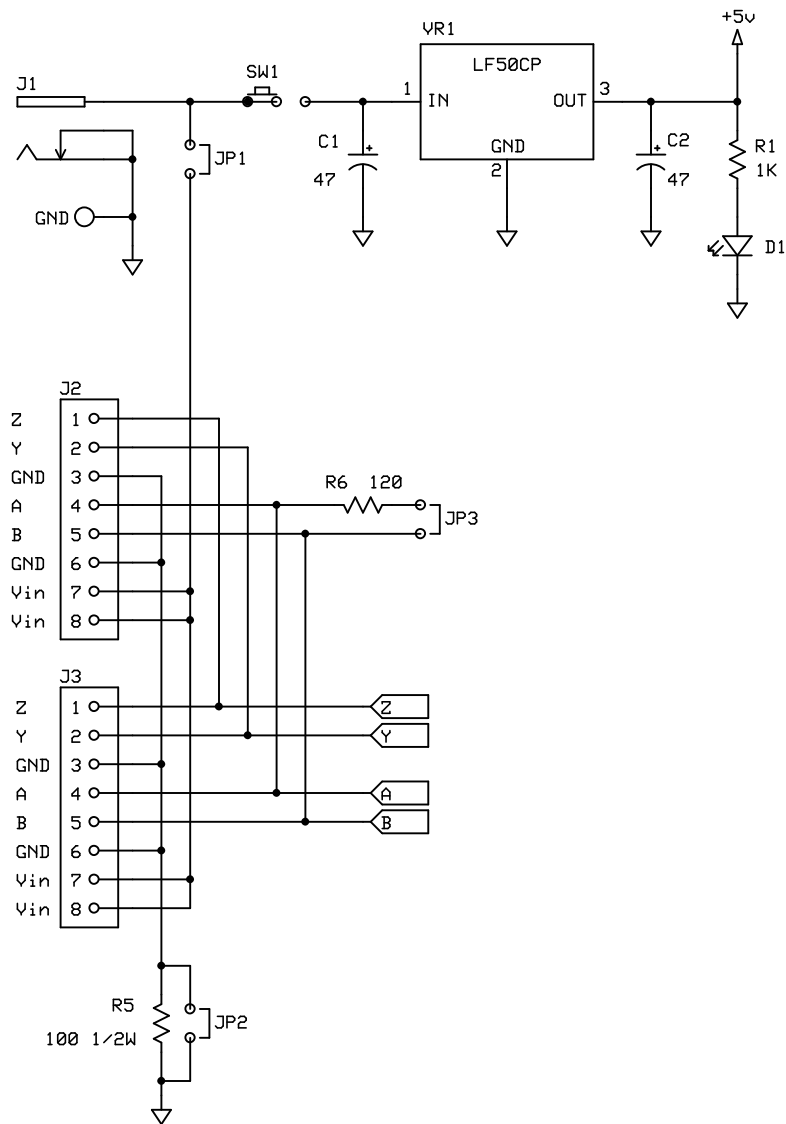 +5v
VR1
J1
SW1
LF50CP
1
IN
OUT
3
C1
+
47
GND
2
+
C2
47
R1
1K
JP1
GND
D1
J2
Z 1
Y 2
GND 3
A 4
B 5
GND 6
Vin 7
Vin 8
R6 120
JP3
J3
Z 1
Y 2
GND 3
A 4
B 5
GND 6
Vin 7
Vin 8
Z
Y
A
B
R5
100 1/2W
JP2